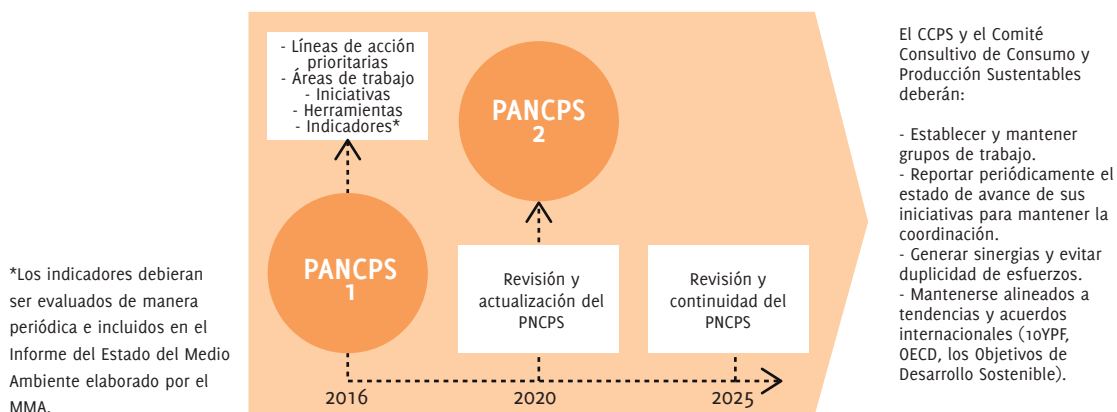 *Los indicadores debieran
ser evaluados de manera
periódica e incluidos en el
Informe del Estado del Medio
Ambiente elaborado por el
MMA.
- Líneas de acción
prioritarias
- Áreas de trabajo
- Iniciativas
- Herramientas
- Indicadores*
PANCPS
1
PANCPS
2
Revisión y
actualización del
PNCPS
Revisión y
continuidad del
PNCPS
2016
2020
2025
El CCPS y el Comité
Consultivo de Consumo y
Producción Sustentables
deberán:
- Establecer y mantener
grupos de trabajo.
- Reportar periódicamente el
estado de avance de sus
iniciativas para mantener la
coordinación.
- Generar sinergias y evitar
duplicidad de esfuerzos.
- Mantenerse alineados a
tendencias y acuerdos
internacionales (10YPF,
OECD, los Objetivos de
Desarrollo Sostenible).